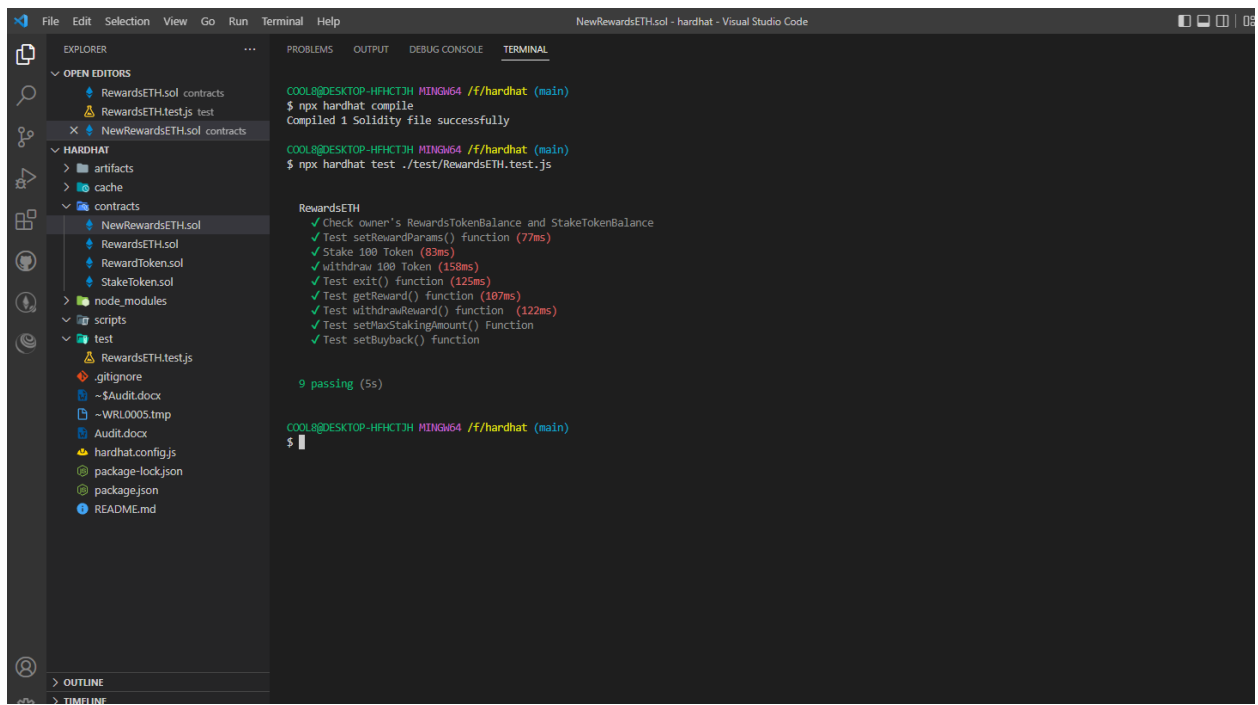 File Edit Selection View Go Run Terminal Help
NewRewardsETH.sol - hardhat - Visual Studio Code
EXPLORER
PROBLEMS OUTPUT DEBUG CONSOLE TERMINAL
OPEN EDITORS
RewardsETH.sol contracts
RewardsETH.test.js test
NewRewardsETH.sol contracts
HARDHAT
artifacts
cache
contracts
NewRewardsETH.sol
RewardsETH.sol
RewardToken.sol
StakeToken.sol
node_modules
scripts
test
RewardsETH.test.js
.gitignore
~$Audit.docx
~WRL0005.tmp
Audit.docx
hardhat.config.js
package-lock.json
package.json
README.md
OUTLINE
TIMELINE
COOL8@DESKTOP-HFHCTJH MINGW64 /f/hardhat (main)
$ npx hardhat compile
Compiled 1 Solidity file successfully
COOL8@DESKTOP-HFHCTJH MINGW64 /f/hardhat (main)
$ npx hardhat test ./test/RewardsETH.test.js
RewardsETH
✓ Check owner's RewardsTokenBalance and StakeTokenBalance
✓ Test setRewardParams() function (77ms)
✓ Stake 100 Token (83ms)
✓ withdraw 100 Token (158ms)
✓ Test exit() function (125ms)
✓ Test getReward() function (107ms)
✓ Test withdrawReward() function (122ms)
✓ Test setMaxStakingAmount() Function
✓ Test setBuyback() function
9 passing (5s)
COOL8@DESKTOP-HFHCTJH MINGW64 /f/hardhat (main)
$